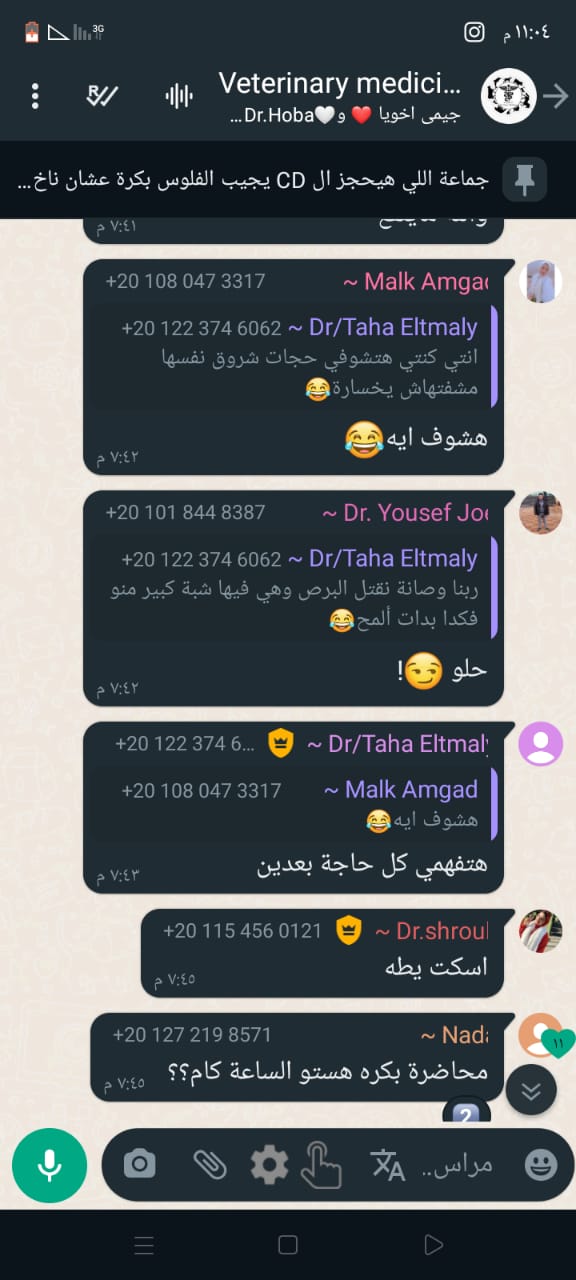 ١١:٠٤ م
3G
Veterinary medici...
جيمى اخويا ❤️ و🤍Dr.Hoba...
جماعة اللي هيحجز ال CD يجيب الفلوس بكرة عشان ناخ...
٧:٤١ م
~ Malk Amgad +20 108 047 3317
~ Dr/Taha Eltmaly +20 122 374 6062
انتي كنتي هتشوفي حجات شروق نفسها
مشفتهاش يخسارة😂
هشوف ايه😂
٧:٤٢ م
~ Dr. Yousef Joe +20 101 844 8387
~ Dr/Taha Eltmaly +20 122 374 6062
ربنا وصانة نقتل البرص وهي فيها شبة كبير منو
فكدا بدات ألمح😂
حلو 😏!
٧:٤٢ م
~ Dr/Taha Eltmaly +20 122 374 6...
~ Malk Amgad +20 108 047 3317
هشوف ايه😂
هتفهمي كل حاجة بعدين
٧:٤٣ م
~ Dr.shrou +20 115 456 0121
اسكت يطه
٧:٤٥ م
~ Nada +20 127 219 8571
محاضرة بكره هستو الساعة كام؟؟
٧:٤٥ م
١١
2
مراس..